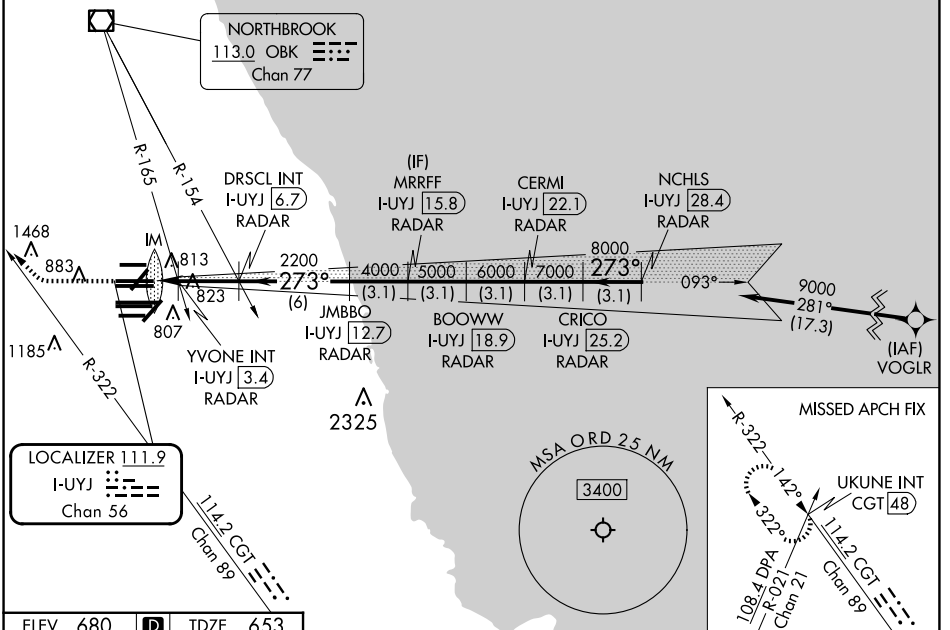 NORTHBROOK
113.0 OBK
Chan 77
R-165
R-154
DRSCL INT
I-UYJ 6.7
RADAR
(IF)
MRRFF
I-UYJ 15.8
RADAR
CERMI
I-UYJ 22.1
RADAR
NCHLS
I-UYJ 28.4
RADAR
1468
883
IM
813
823
807
1185
2200
273°
(6)
4000
(3.1)
5000
(3.1)
6000
(3.1)
7000
(3.1)
8000
273°
(3.1)
093°
9000
281°
(17.3)
(IAF)
VOGLR
YVONE INT
I-UYJ 3.4
RADAR
JMBBO
I-UYJ 12.7
RADAR
BOOWW
I-UYJ 18.9
RADAR
CRICO
I-UYJ 25.2
RADAR
R-322
2325
LOCALIZER 111.9
I-UYJ
Chan 56
114.2 CGT
Chan 89
MSA ORD 25 NM
3400
MISSED APCH FIX
R-322
142°
322°
UKUNE INT
CGT 48
108.4 DPA
R-021
Chan 21
114.2 CGT
Chan 89
ELEV 680 D TDZE 653